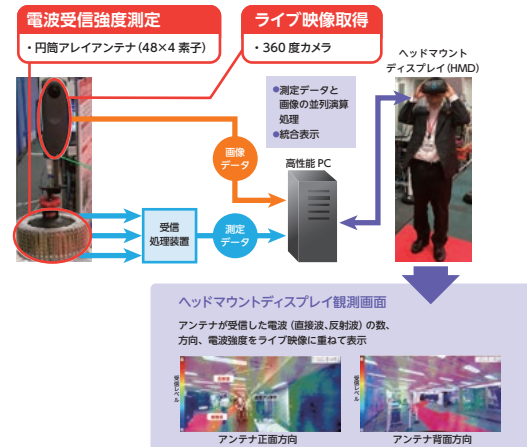 電波受信強度測定
・円筒アレイアンテナ(48×4 素子)
ライブ映像取得
・360 度カメラ
ヘッドマウント
ディスプレイ(HMD)
●測定データと
画像の並列演算
処理
●統合表示
画像
データ
高性能 PC
受信
処理装置
測定
データ
ヘッドマウントディスプレイ観測画面
アンテナが受信した電波(直接波、反射波)の数、
方向、電波強度をライブ映像に重ねて表示
受信レベル
受信レベル
アンテナ正面方向
アンテナ背面方向